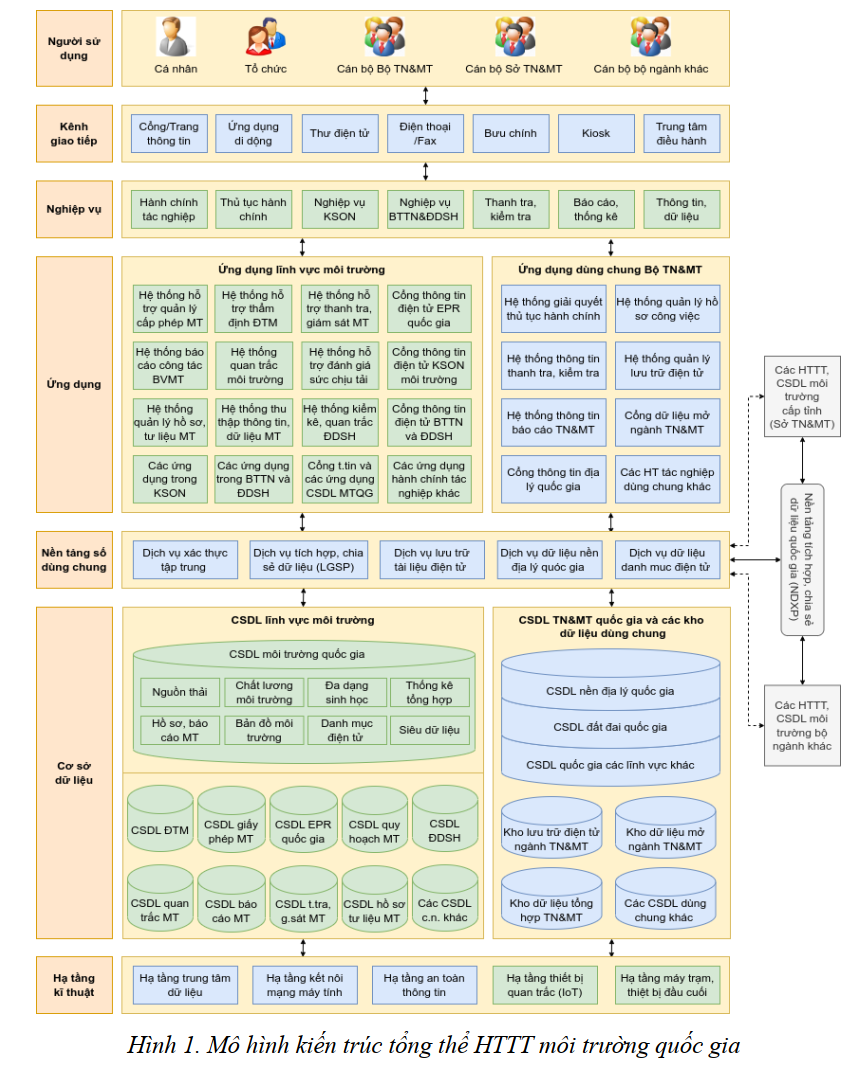 Người sử
dụng
Cá nhân
Tổ chức
Cán bộ Bộ TN&MT
Cán bộ Sở TN&MT
Cán bộ bộ ngành khác
Kênh
giao tiếp
Cổng/Trang
thông tin
Ứng dụng
di dộng
Thư điện tử
Điện thoại
/Fax
Bưu chính
Kiosk
Trung tâm
điều hành
Nghiệp vụ
Hành chính
tác nghiệp
Thủ tục hành
chính
Nghiệp vụ
KSON
Nghiệp vụ
BTTN&ĐDSH
Thanh tra,
kiểm tra
Báo cáo,
thống kê
Thông tin,
dữ liệu
Ứng dụng
Ứng dụng lĩnh vực môi trường
Hệ thống hỗ
trợ quản lý
cấp phép MT
Hệ thống hỗ
trợ thẩm
định ĐTM
Hệ thống hỗ
trợ thanh tra,
giám sát MT
Cổng thông tin
điện tử EPR
quốc gia
Hệ thống báo
cáo công tác
BVMT
Hệ thống
quan trắc
môi trường
Hệ thống hỗ
trợ đánh giá
sức chịu tải
Cổng thông tin
điện tử KSON
môi trường
Hệ thống
quản lý hồ sơ,
tư liệu MT
Hệ thống thu
thập thông tin,
dữ liệu MT
Hệ thống kiểm
kê, quan trắc
ĐDSH
Cổng thông tin
điện tử BTTN
và ĐDSH
Các ứng
dụng trong
KSON
Các ứng dụng
trong BTTN và
ĐDSH
Cổng t.tin và
các ứng dụng
CSDL MTQG
Các ứng dụng
hành chính tác
nghiệp khác
Ứng dụng dùng chung Bộ TN&MT
Hệ thống giải quyết
thủ tục hành chính
Hệ thống quản lý hồ
sơ công việc
Hệ thống thông tin
thanh tra, kiểm tra
Hệ thống quản lý
lưu trữ điện tử
Hệ thống thông tin
báo cáo TN&MT
Cổng dữ liệu mở
ngành TN&MT
Cổng thông tin địa
lý quốc gia
Các HT tác nghiệp
dùng chung khác
Các HTTT,
CSDL môi
trường
cấp tỉnh
(Sở TN&MT)
Nền tảng tích hợp, chia sẻ
dữ liệu quốc gia (NDXP)
Các HTTT,
CSDL môi
trường bộ
ngành khác
Nền tảng số
dùng chung
Dịch vụ xác thực
tập trung
Dịch vụ tích hợp, chia
sẻ dữ liệu (LGSP)
Dịch vụ lưu trữ
tài liệu điện tử
Dịch vụ dữ liệu nền
địa lý quốc gia
Dịch vụ dữ liệu
danh muc điện tử
Cơ sở
dữ liệu
CSDL lĩnh vực môi trường
CSDL môi trường quốc gia
Nguồn thải
Chất lương
môi trường
Đa dạng
sinh học
Thống kê
tổng hợp
Hồ sơ, báo
cáo MT
Bản đồ môi
trường
Danh mục
điện tử
Siêu dữ liệu
CSDL ĐTM
CSDL giấy
phép MT
CSDL EPR
quốc gia
CSDL quy
hoạch MT
CSDL
ĐDSH
CSDL quan
trắc MT
CSDL báo
cáo MT
CSDL t.tra,
g.sát MT
CSDL hồ sơ
tư liệu MT
Các CSDL
c.n. khác
CSDL TN&MT quốc gia và các kho
dữ liệu dùng chung
CSDL nền địa lý quốc gia
CSDL đất đai quốc gia
CSDL quốc gia các lĩnh vực khác
Kho lưu trữ điện tử
ngành TN&MT
Kho dữ liệu mở
ngành TN&MT
Kho dữ liệu tổng
hợp TN&MT
Các CSDL dùng
chung khác
Hạ tầng
kĩ thuật
Hạ tầng trung tâm
dữ liệu
Hạ tầng kết nôi
mạng máy tính
Hạ tầng an toàn
thông tin
Hạ tầng thiết bị
quan trắc (IoT)
Hạ tầng máy trạm,
thiêt bị đầu cuối
Hình 1. Mô hình kiến trúc tổng thể HTTT môi trường quốc gia